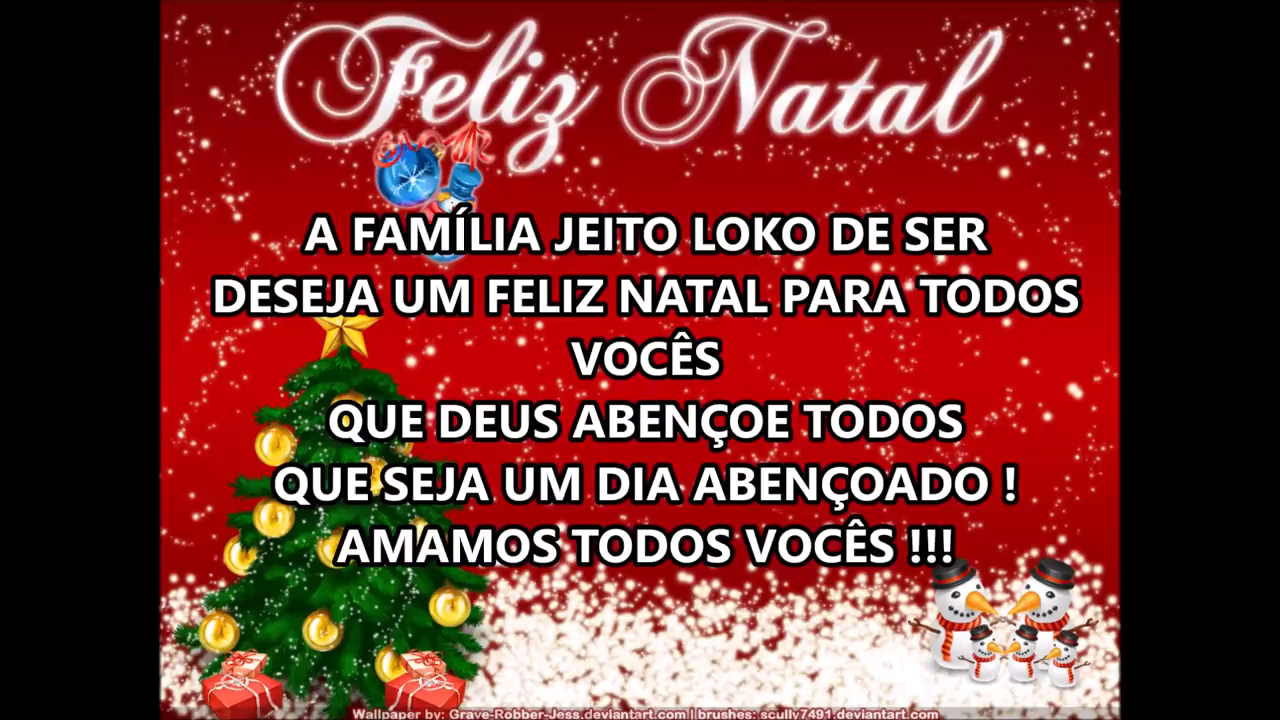 Feliz Natal
A FAMÍLIA JEITO LOKO DE SER
DESEJA UM FELIZ NATAL PARA TODOS
VOCÊS
QUE DEUS ABENÇOE TODOS
QUE SEJA UM DIA ABENÇOADO !
AMAMOS TODOS VOCÊS !!!
Wallpaper by: Grave-Robber-Jess.deviantart.com | brushes: scully7491.deviantart.com